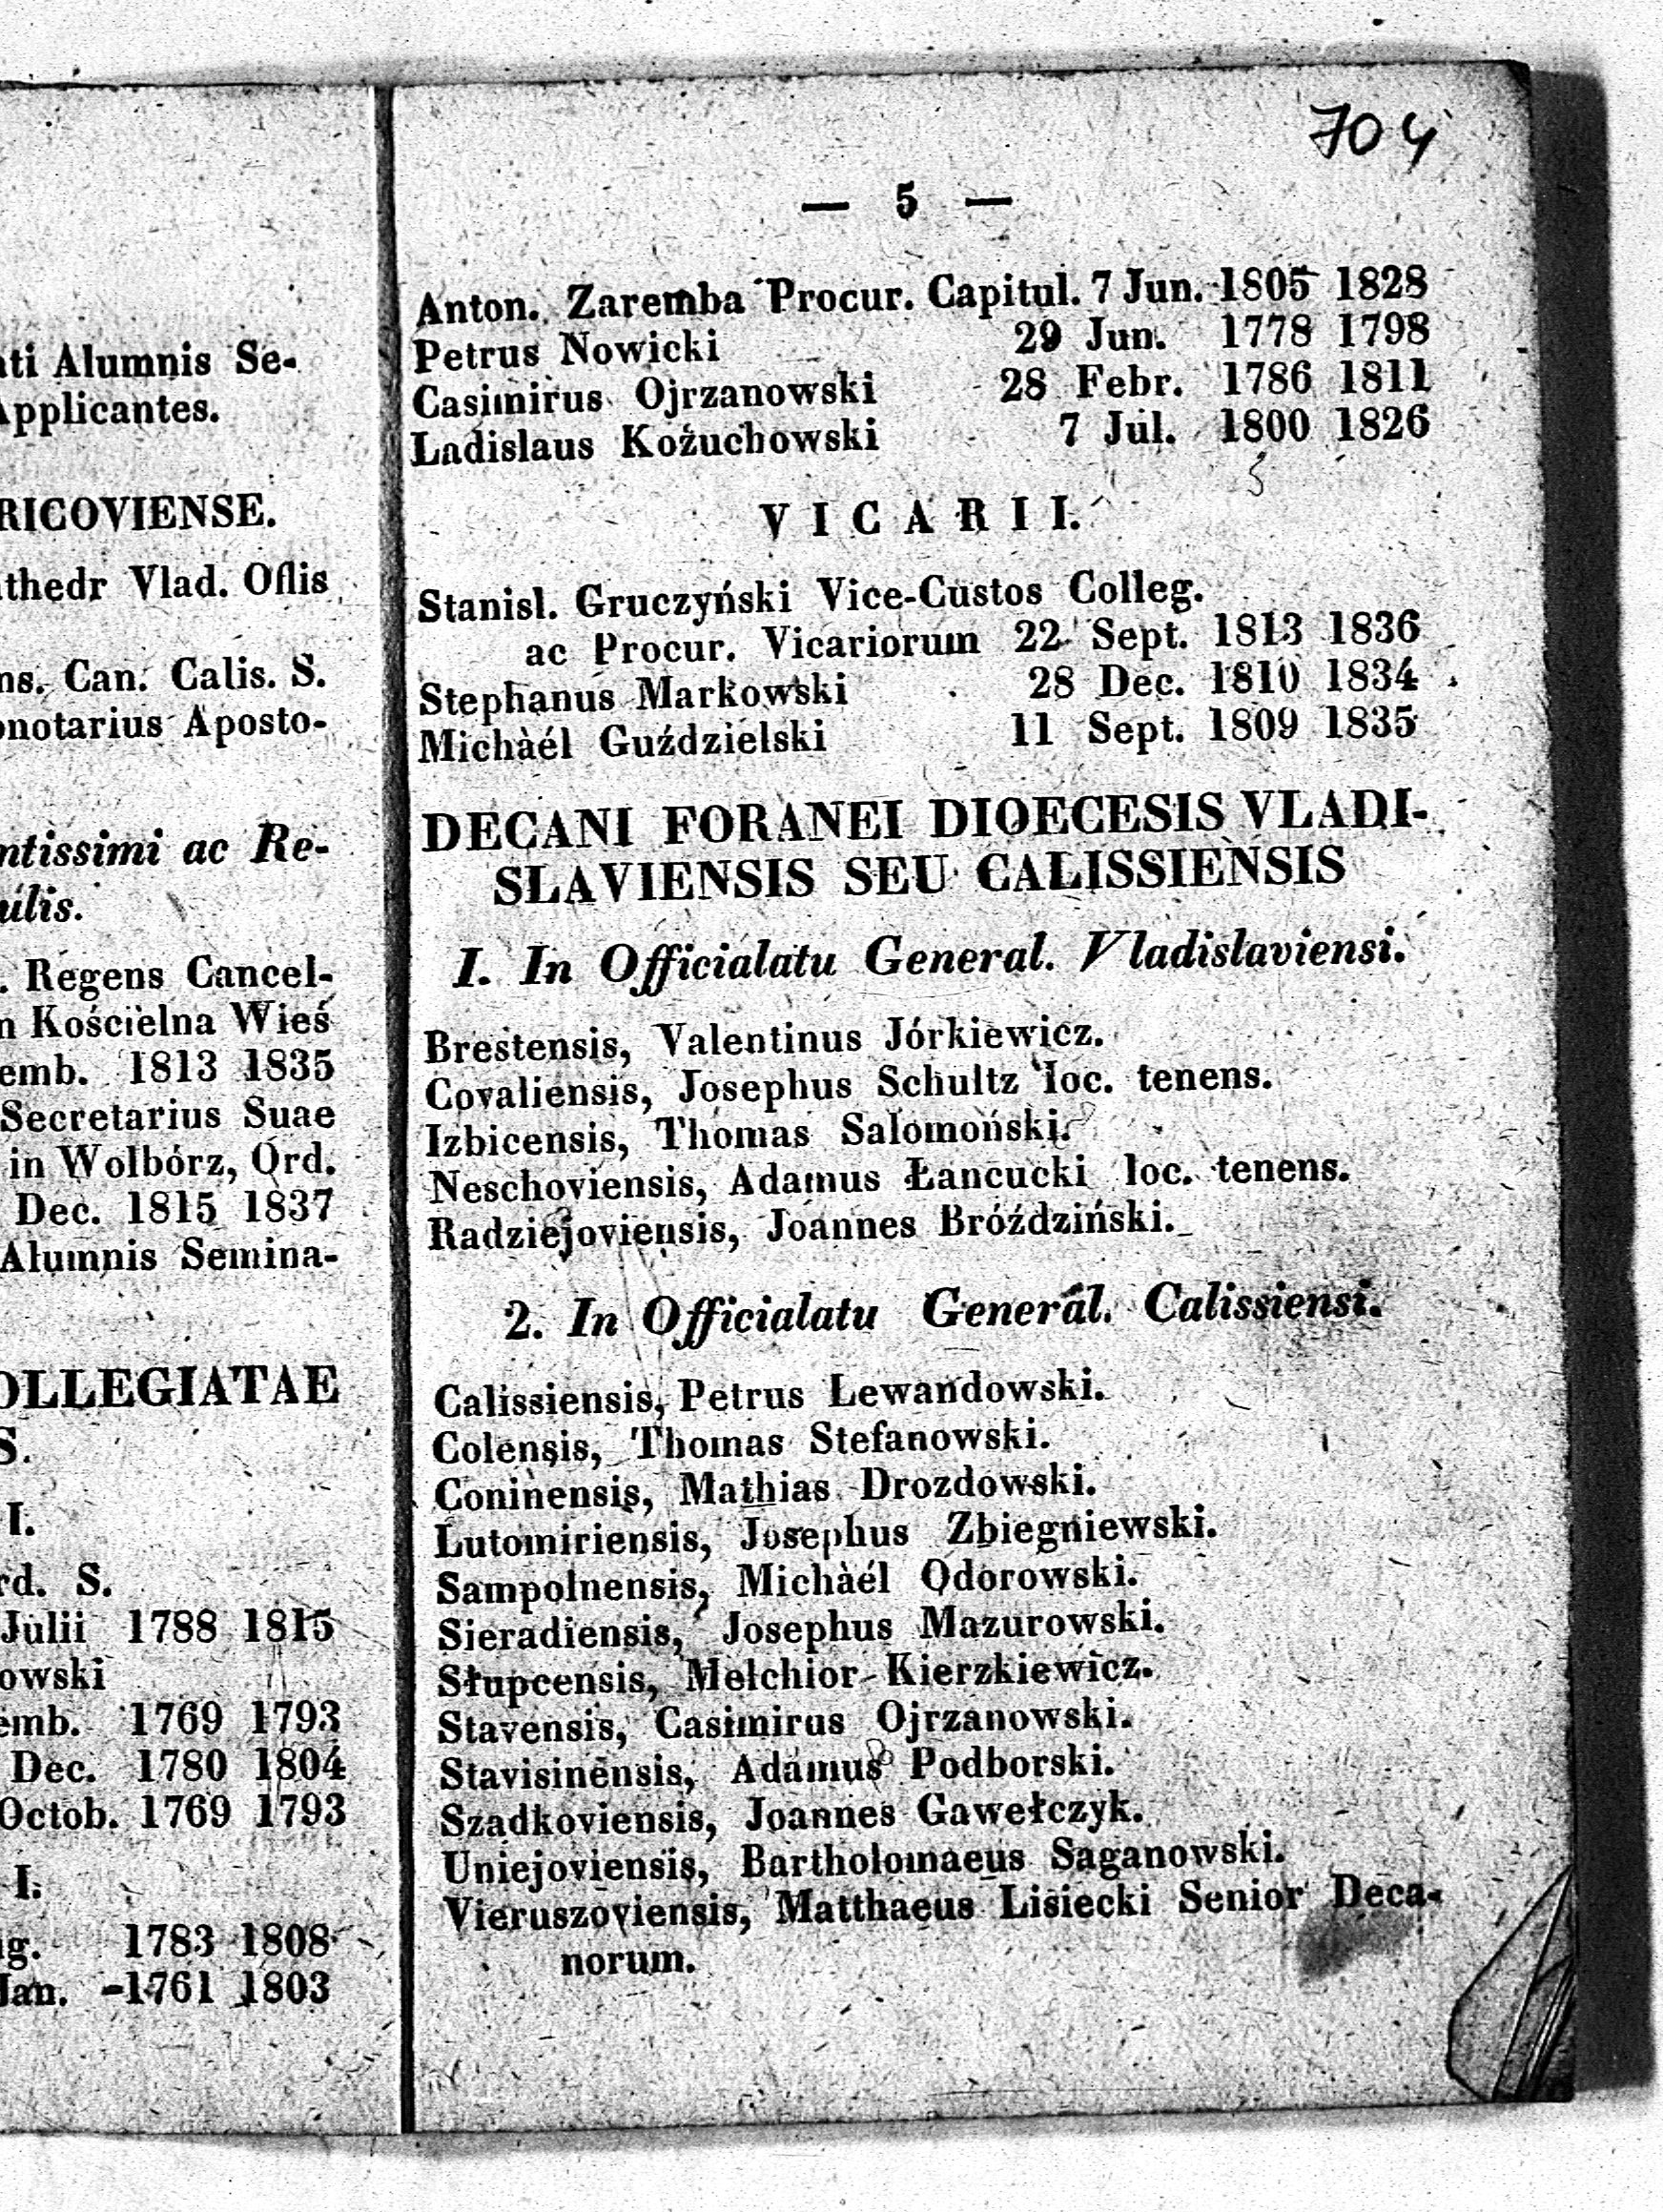 ati Alumnis Se-
Applicantes.
RICOVIENSE.
thedr Vlad. Offlis
ns. Can. Calis. S.
onotarius Aposto-
ntissimi ac Re-
ulis.
. Regens Cancel-
n Kościelna Wieś
emb. 1813 1835
Secretarius Suae
in Wolbórz, Ord.
Dec. 1815 1837
Alumnis Semina-
OLLEGIATAE
S.
I.
rd. S.
Julii 1788 1815
owski
emb. 1769 1793
Dec. 1780 1804
Octob. 1769 1793
I.
ug. 1783 1808
Jan. 1761 1803
704
— 5 —
Anton. Zaremba Procur. Capitul. 7 Jun. 1805 1828
Petrus Nowicki 29 Jun. 1778 1798
Casimirus Ojrzanowski 28 Febr. 1786 1811
Ladislaus Kożuchowski 7 Jul. 1800 1826
VICARII.
Stanisl. Gruczyński Vice-Custos Colleg.
ac Procur. Vicariorum 22 Sept. 1813 1836
Stephanus Markowski 28 Dec. 1810 1834
Michàél Guździelski 11 Sept. 1809 1835
DECANI FORANEI DIOECESIS VLADI-
SLAVIENSIS SEU CALISSIENSIS
I. In Officialatu General. Vladislaviensi.
Brestensis, Valentinus Jórkiewicz.
Covaliensis, Josephus Schultz loc. tenens.
Izbicensis, Thomas Salomoński.
Neschoviensis, Adamus Łancucki loc. tenens.
Radziejoviensis, Joannes Bróździński.
2. In Officialatu General. Calissiensi.
Calissiensis, Petrus Lewandowski.
Colensis, Thomas Stefanowski.
Coninensis, Mathias Drozdowski.
Lutomiriensis, Josephus Zbiegniewski.
Sampolnensis, Michàél Odorowski.
Sieradiensis, Josephus Mazurowski.
Słupcensis, Melchior Kierzkiewicz.
Stavensis, Casimirus Ojrzanowski.
Stavisinensis, Adamus Podborski.
Szadkoviensis, Joannes Gawełczyk.
Uniejoviensis, Bartholomaeus Saganowski.
Vieruszoviensis, Matthaeus Lisiecki Senior Deca-
norum.